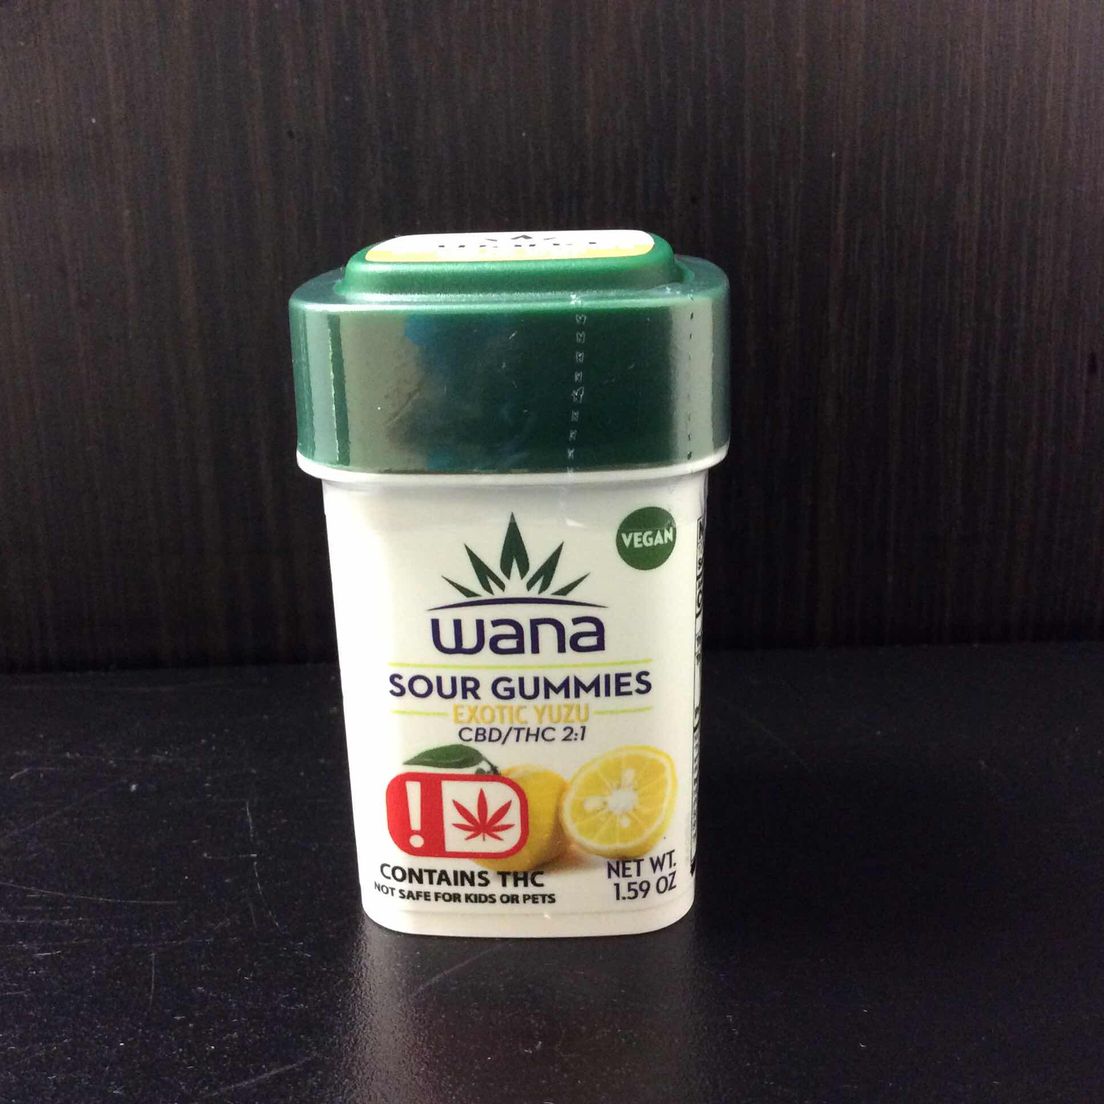 VEGAN
wana
SOUR GUMMIES
EXOTIC YUZU
CBD/THC 2:1
!
CONTAINS THC
NOT SAFE FOR KIDS OR PETS
NET WT.
1.59 OZ